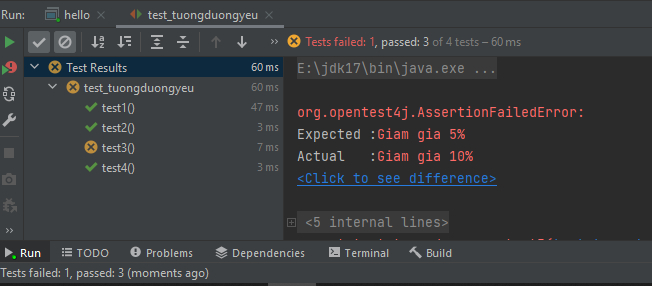 Run: hello test_tuongduongyeu
Tests failed: 1, passed: 3 of 4 tests – 60 ms
Test Results 60 ms
test_tuongduongyeu 60 ms
test1() 47 ms
test2() 3 ms
test3() 7 ms
test4() 3 ms
E:\jdk17\bin\java.exe ...
org.opentest4j.AssertionFailedError:
Expected :Giam gia 5%
Actual :Giam gia 10%
<Click to see difference>
<5 internal lines>
Run TODO Problems Dependencies Terminal Build
Tests failed: 1, passed: 3 (moments ago)